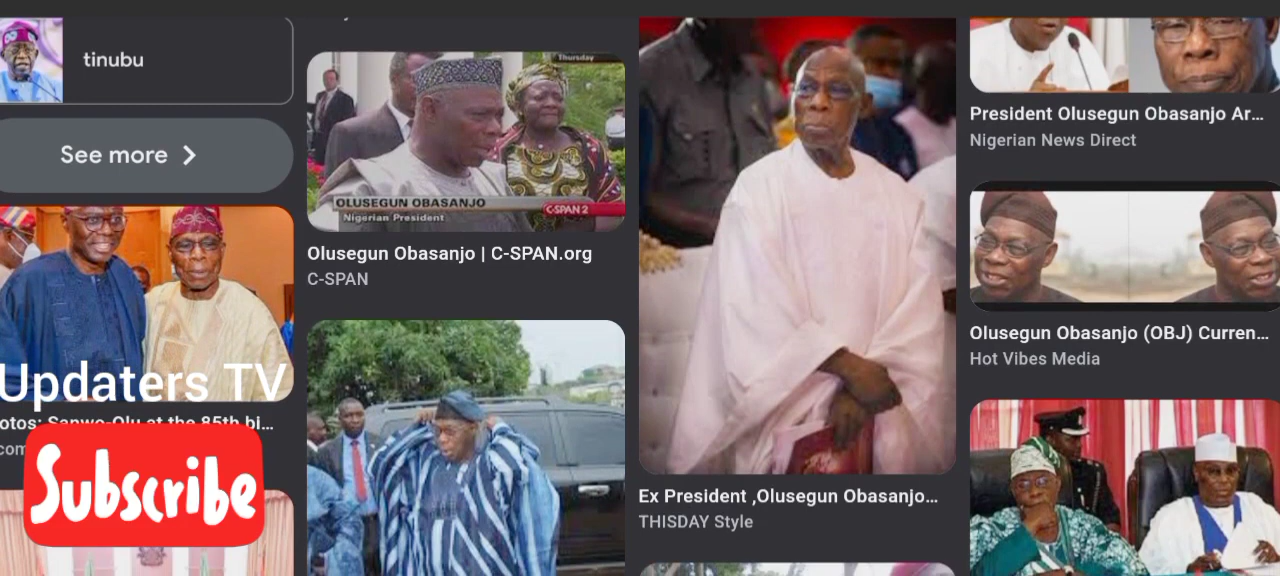 tinubu
See more
Updaters TV
otos: Sanwo-Olu at the 85th bi...
com
Subscribe
Thursday
OLUSEGUN OBASANJO
Nigerian President
C-SPAN 2
Olusegun Obasanjo | C-SPAN.org
C-SPAN
Ex President ,Olusegun Obasanjo...
THISDAY Style
President Olusegun Obasanjo Ar...
Nigerian News Direct
Olusegun Obasanjo (OBJ) Curren...
Hot Vibes Media